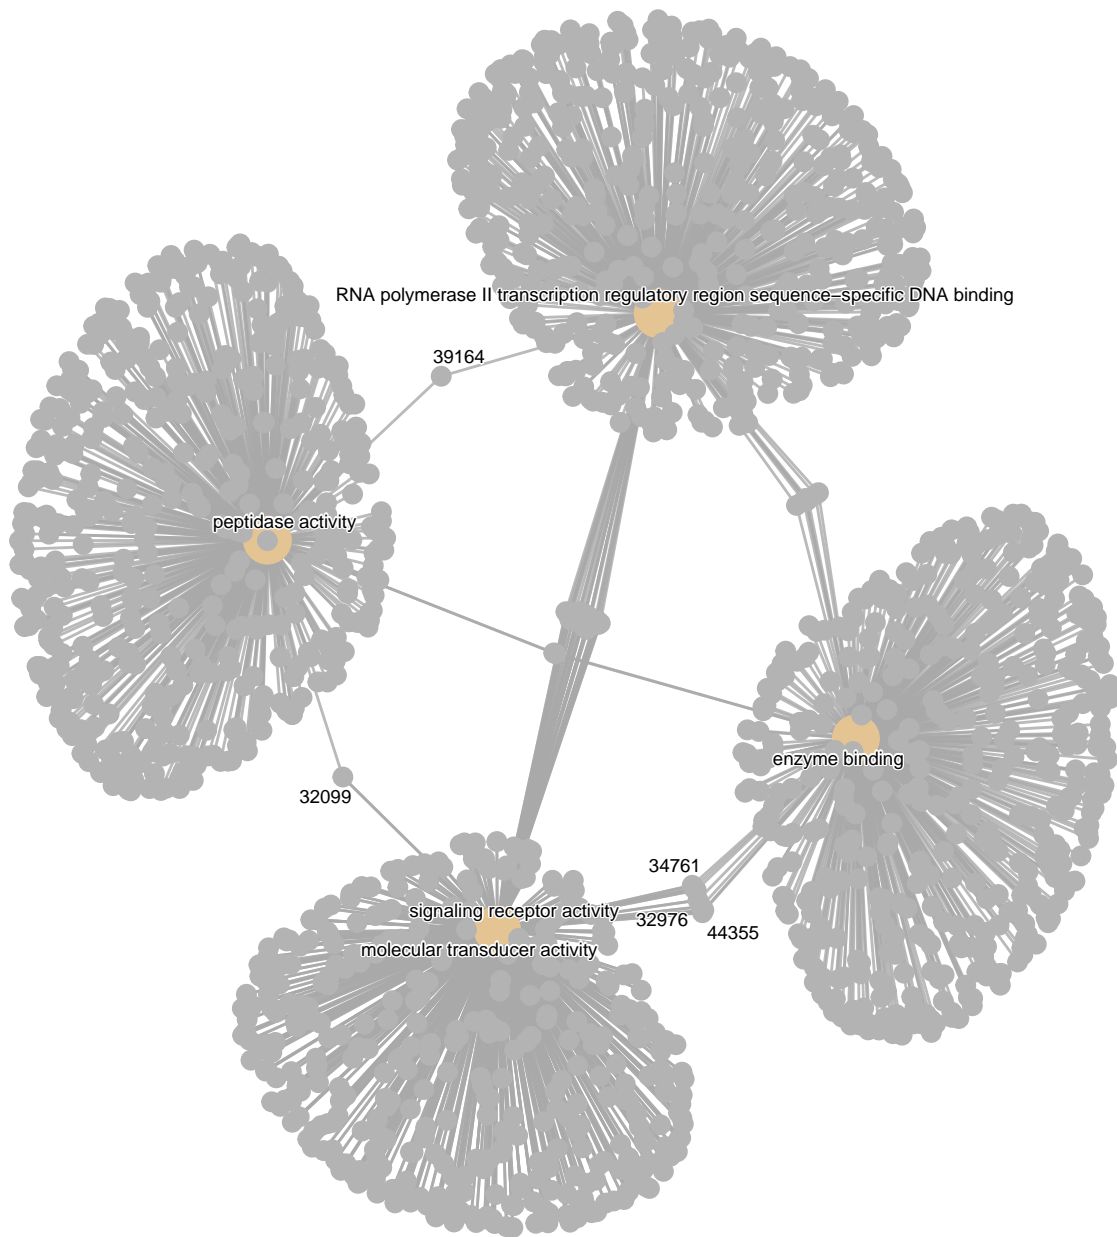 RNA polymerase II transcription regulatory region sequence−specific DNA binding
39164
peptidase activity
enzyme binding
32099
34761
signaling receptor activity
32976
44355
molecular transducer activity